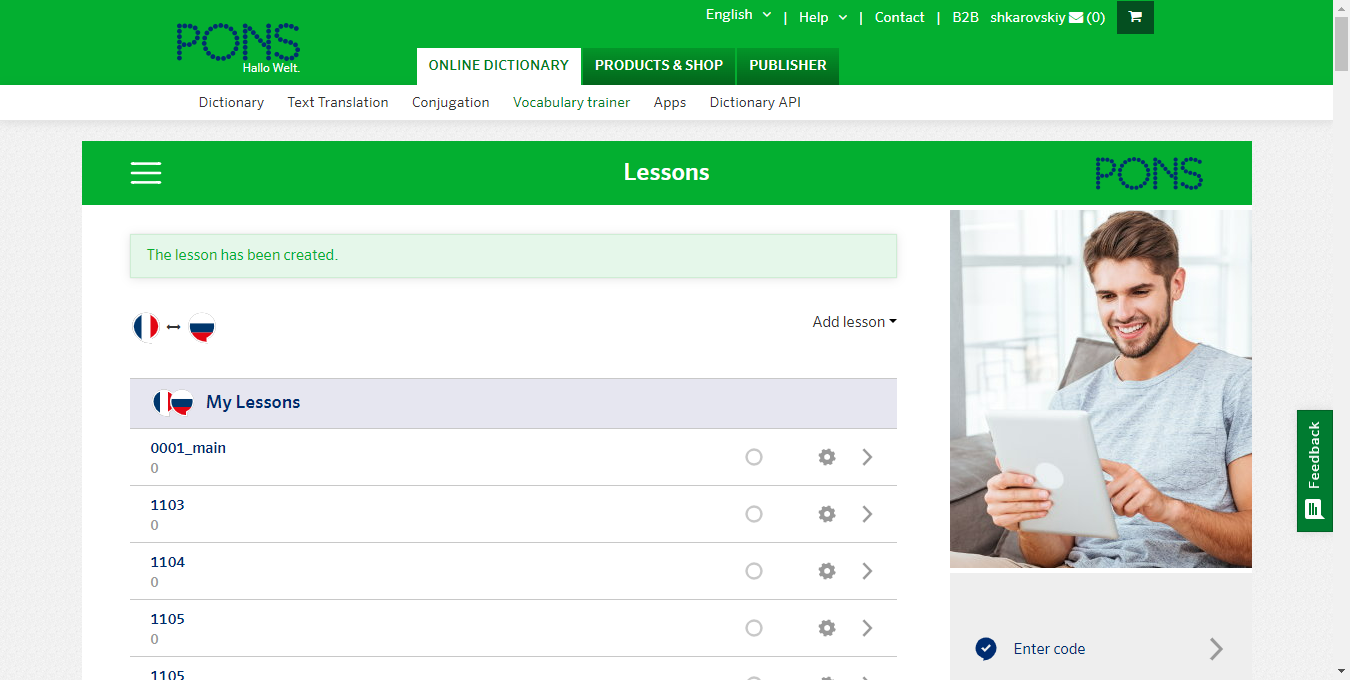 English | Help | Contact | B2B shkarovskiy (0)
PONS
Hallo Welt.
ONLINE DICTIONARY PRODUCTS & SHOP PUBLISHER
Dictionary Text Translation Conjugation Vocabulary trainer Apps Dictionary API
Lessons
PONS
The lesson has been created.
Add lesson
My Lessons
0001_main
0
1103
0
1104
0
1105
0
1105
Feedback
Enter code